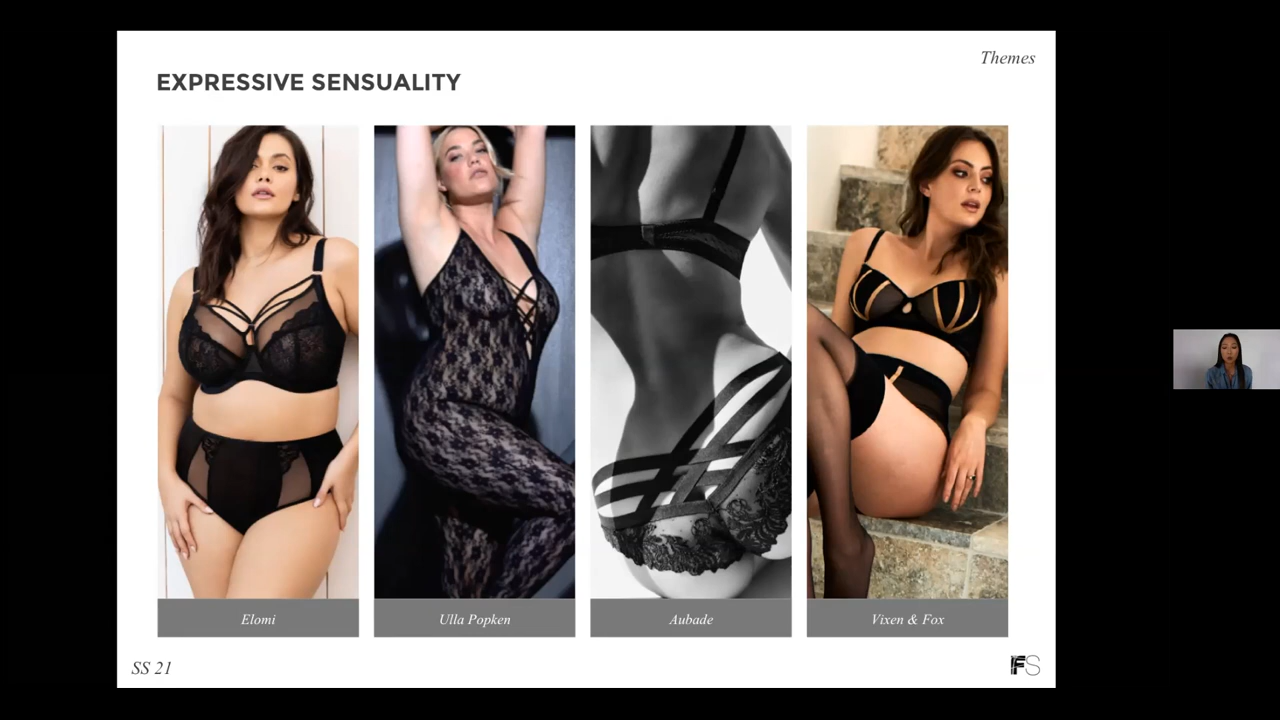 Themes
EXPRESSIVE SENSUALITY
Elomi
Ulla Popken
Aubade
Vixen & Fox
SS 21
FS